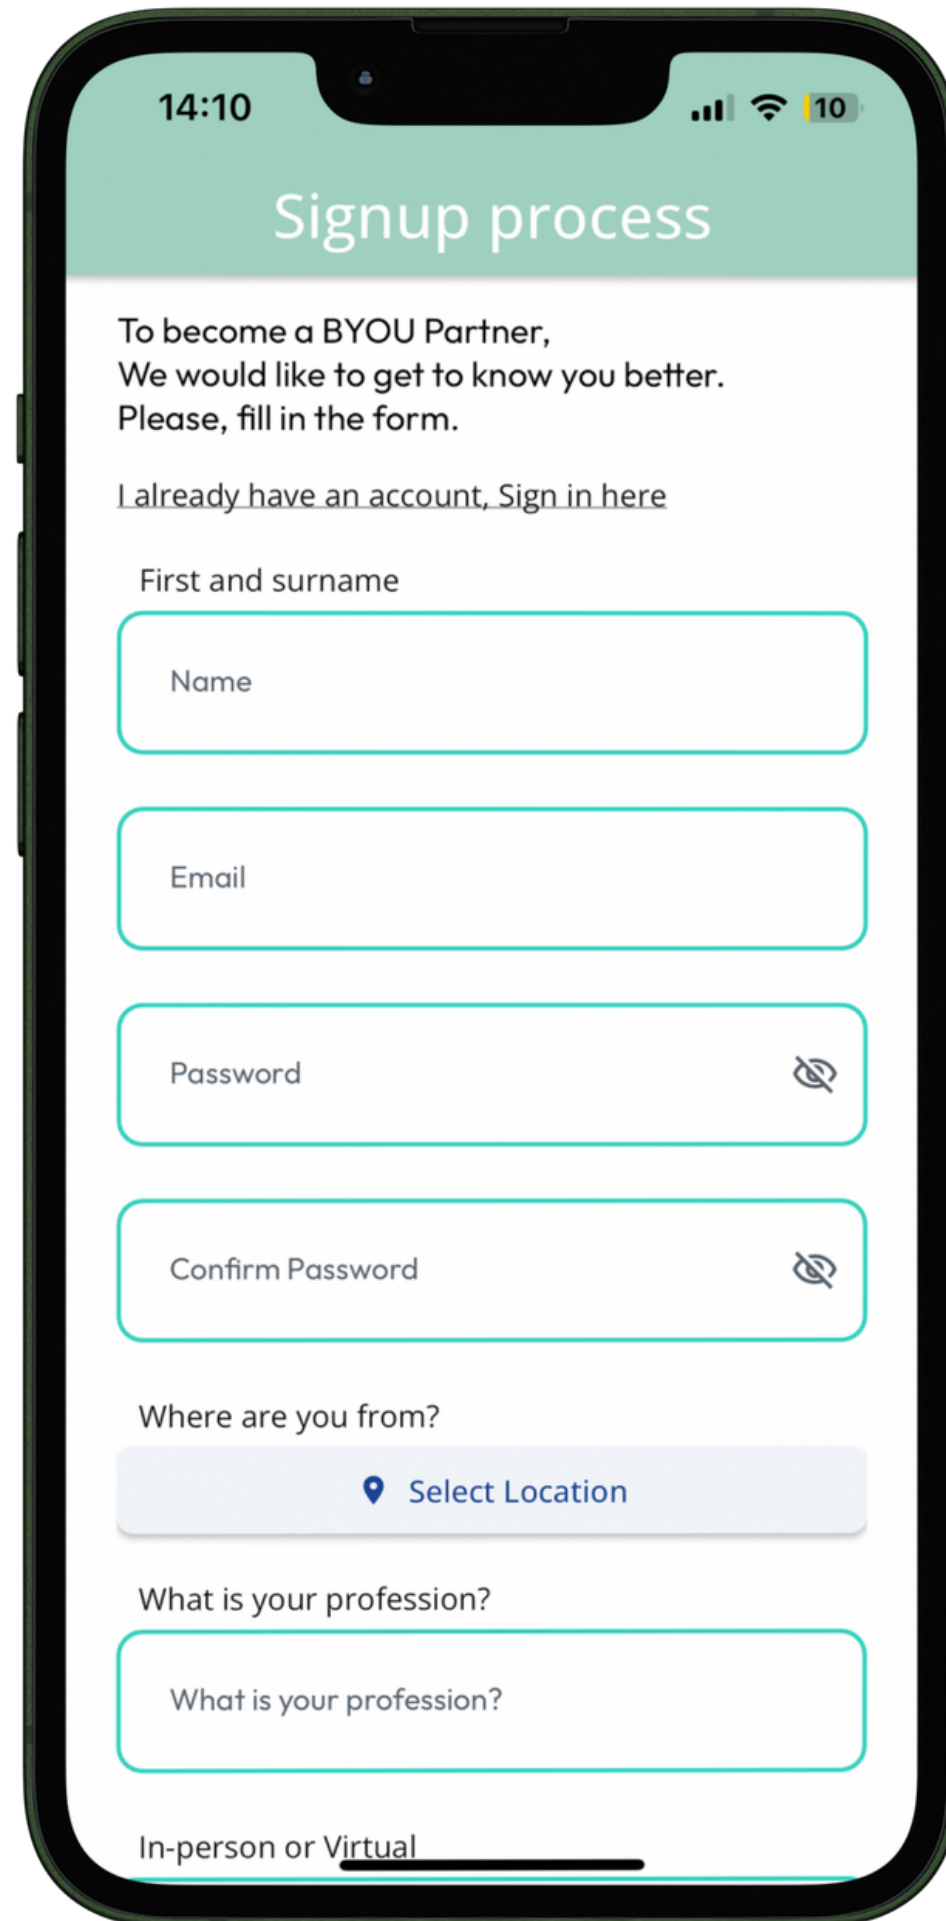 14:10
10
Signup process
To become a BYOU Partner,
We would like to get to know you better.
Please, fill in the form.
I already have an account, Sign in here
First and surname
Name
Email
Password
Confirm Password
Where are you from?
Select Location
What is your profession?
What is your profession?
In-person or Virtual